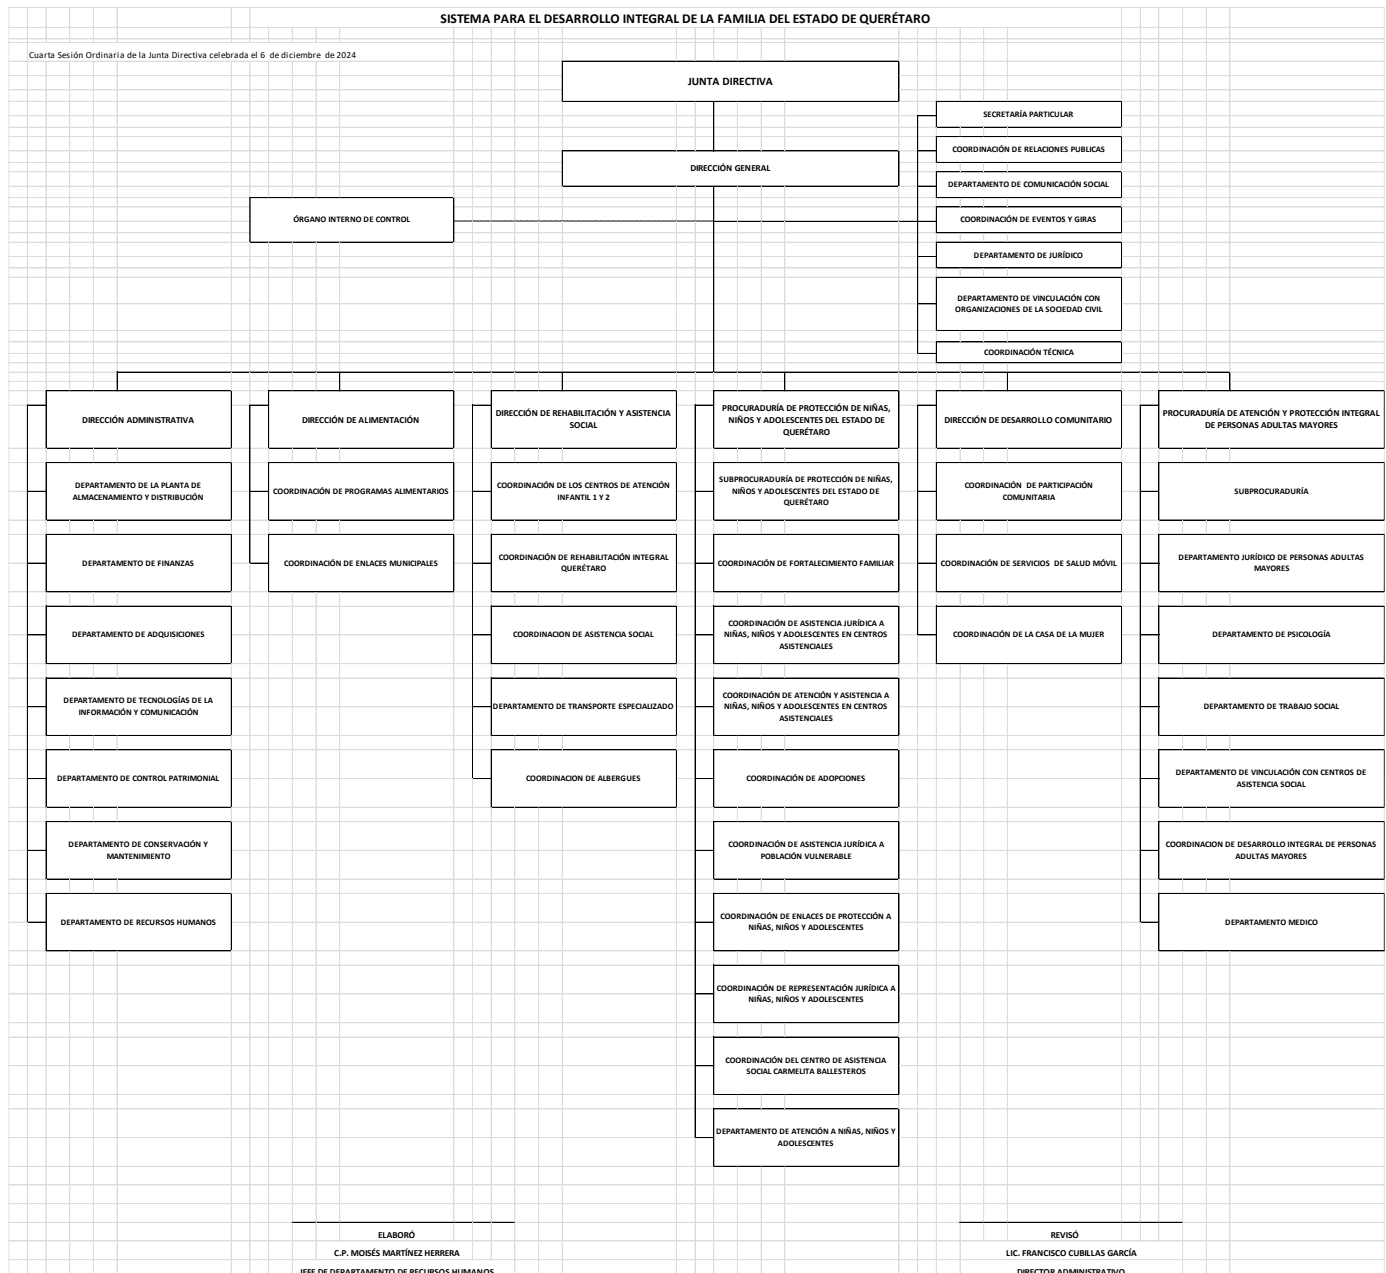 SISTEMA PARA EL DESARROLLO INTEGRAL DE LA FAMILIA DEL ESTADO DE QUERÉTARO
Cuarta Sesión Ordinaria de la Junta Directiva celebrada el 6 de diciembre de 2024
JUNTA DIRECTIVA
SECRETARÍA PARTICULAR
COORDINACIÓN DE RELACIONES PUBLICAS
DIRECCIÓN GENERAL
DEPARTAMENTO DE COMUNICACIÓN SOCIAL
ÓRGANO INTERNO DE CONTROL
COORDINACIÓN DE EVENTOS Y GIRAS
DEPARTAMENTO DE JURÍDICO
DEPARTAMENTO DE VINCULACIÓN CON
ORGANIZACIONES DE LA SOCIEDAD CIVIL
COORDINACIÓN TÉCNICA
DIRECCIÓN ADMINISTRATIVA
DEPARTAMENTO DE LA PLANTA DE
ALMACENAMIENTO Y DISTRIBUCIÓN
DEPARTAMENTO DE FINANZAS
DEPARTAMENTO DE ADQUISICIONES
DEPARTAMENTO DE TECNOLOGÍAS DE LA
INFORMACIÓN Y COMUNICACIÓN
DEPARTAMENTO DE CONTROL PATRIMONIAL
DEPARTAMENTO DE CONSERVACIÓN Y
MANTENIMIENTO
DEPARTAMENTO DE RECURSOS HUMANOS
DIRECCIÓN DE ALIMENTACIÓN
COORDINACIÓN DE PROGRAMAS ALIMENTARIOS
COORDINACIÓN DE ENLACES MUNICIPALES
DIRECCIÓN DE REHABILITACIÓN Y ASISTENCIA
SOCIAL
COORDINACIÓN DE LOS CENTROS DE ATENCIÓN
INFANTIL 1 Y 2
COORDINACIÓN DE REHABILITACIÓN INTEGRAL
QUERÉTARO
COORDINACION DE ASISTENCIA SOCIAL
DEPARTAMENTO DE TRANSPORTE ESPECIALIZADO
COORDINACION DE ALBERGUES
PROCURADURÍA DE PROTECCIÓN DE NIÑAS,
NIÑOS Y ADOLESCENTES DEL ESTADO DE
QUERÉTARO
SUBPROCURADURÍA DE PROTECCIÓN DE NIÑAS,
NIÑOS Y ADOLESCENTES DEL ESTADO DE
QUERÉTARO
COORDINACIÓN DE FORTALECIMIENTO FAMILIAR
COORDINACIÓN DE ASISTENCIA JURÍDICA A
NIÑAS, NIÑOS Y ADOLESCENTES EN CENTROS
ASISTENCIALES
COORDINACIÓN DE ATENCIÓN Y ASISTENCIA A
NIÑAS, NIÑOS Y ADOLESCENTES EN CENTROS
ASISTENCIALES
COORDINACIÓN DE ADOPCIONES
COORDINACIÓN DE ASISTENCIA JURÍDICA A
POBLACIÓN VULNERABLE
COORDINACIÓN DE ENLACES DE PROTECCIÓN A
NIÑAS, NIÑOS Y ADOLESCENTES
COORDINACIÓN DE REPRESENTACIÓN JURÍDICA A
NIÑAS, NIÑOS Y ADOLESCENTES
COORDINACIÓN DEL CENTRO DE ASISTENCIA
SOCIAL CARMELITA BALLESTEROS
DEPARTAMENTO DE ATENCIÓN A NIÑAS, NIÑOS Y
ADOLESCENTES
DIRECCIÓN DE DESARROLLO COMUNITARIO
COORDINACIÓN DE PARTICIPACIÓN
COMUNITARIA
COORDINACIÓN DE SERVICIOS DE SALUD MÓVIL
COORDINACIÓN DE LA CASA DE LA MUJER
PROCURADURÍA DE ATENCIÓN Y PROTECCIÓN INTEGRAL
DE PERSONAS ADULTAS MAYORES
SUBPROCURADURÍA
DEPARTAMENTO JURÍDICO DE PERSONAS ADULTAS
MAYORES
DEPARTAMENTO DE PSICOLOGÍA
DEPARTAMENTO DE TRABAJO SOCIAL
DEPARTAMENTO DE VINCULACIÓN CON CENTROS DE
ASISTENCIA SOCIAL
COORDINACION DE DESARROLLO INTEGRAL DE PERSONAS
ADULTAS MAYORES
DEPARTAMENTO MEDICO
ELABORÓ
C.P. MOISÉS MARTÍNEZ HERRERA
JEFE DE DEPARTAMENTO DE RECURSOS HUMANOS
REVISÓ
LIC. FRANCISCO CUBILLAS GARCÍA
DIRECTOR ADMINISTRATIVO